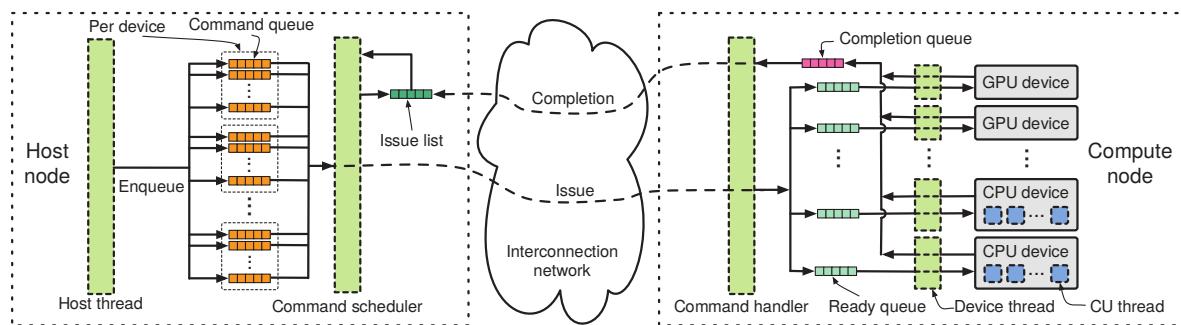 Per device
Command queue
Host
node
Enqueue
Host thread
Command scheduler
Issue list
Completion
Issue
Interconnection
network
Completion queue
Command handler
Ready queue
Device thread
CU thread
GPU device
GPU device
CPU device
CPU device
Compute
node